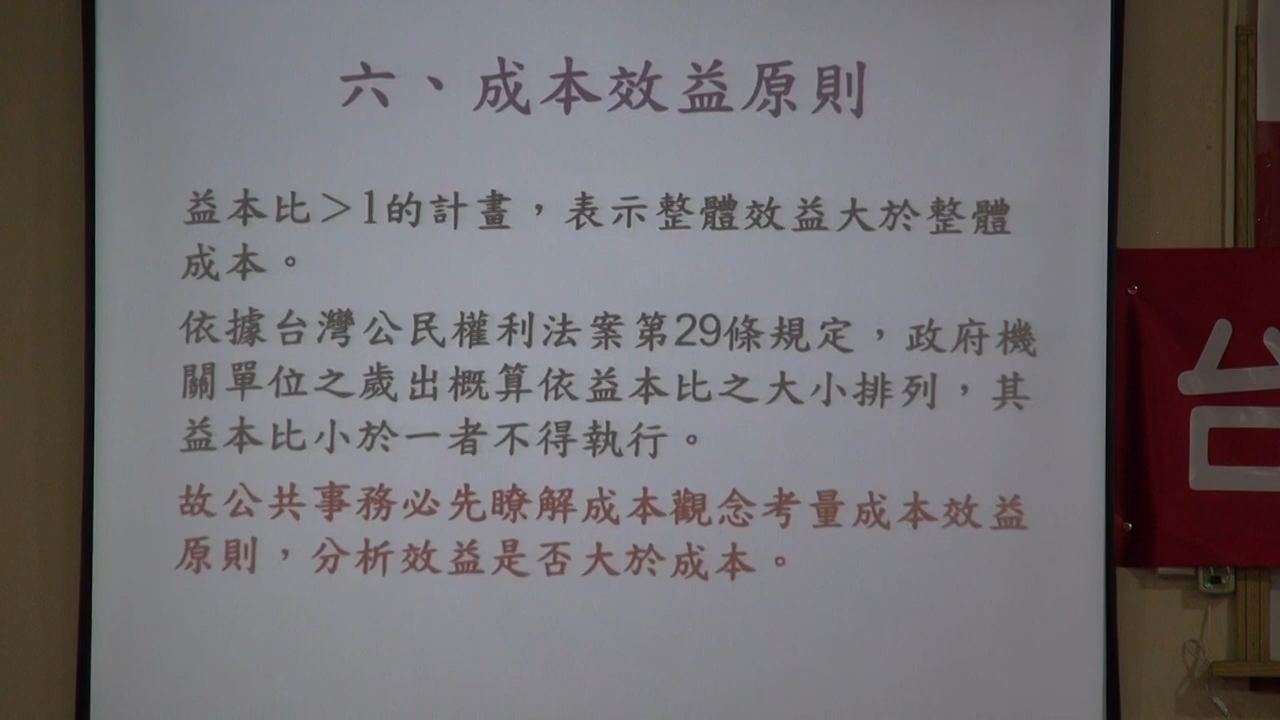 六、成本效益原則
益本比>1的計畫，表示整體效益大於整體
成本。
依據台灣公民權利法案第29條規定，政府機
關單位之歲出概算依益本比之大小排列，其
益本比小於一者不得執行。
故公共事務必先瞭解成本觀念考量成本效益
原則，分析效益是否大於成本。
台